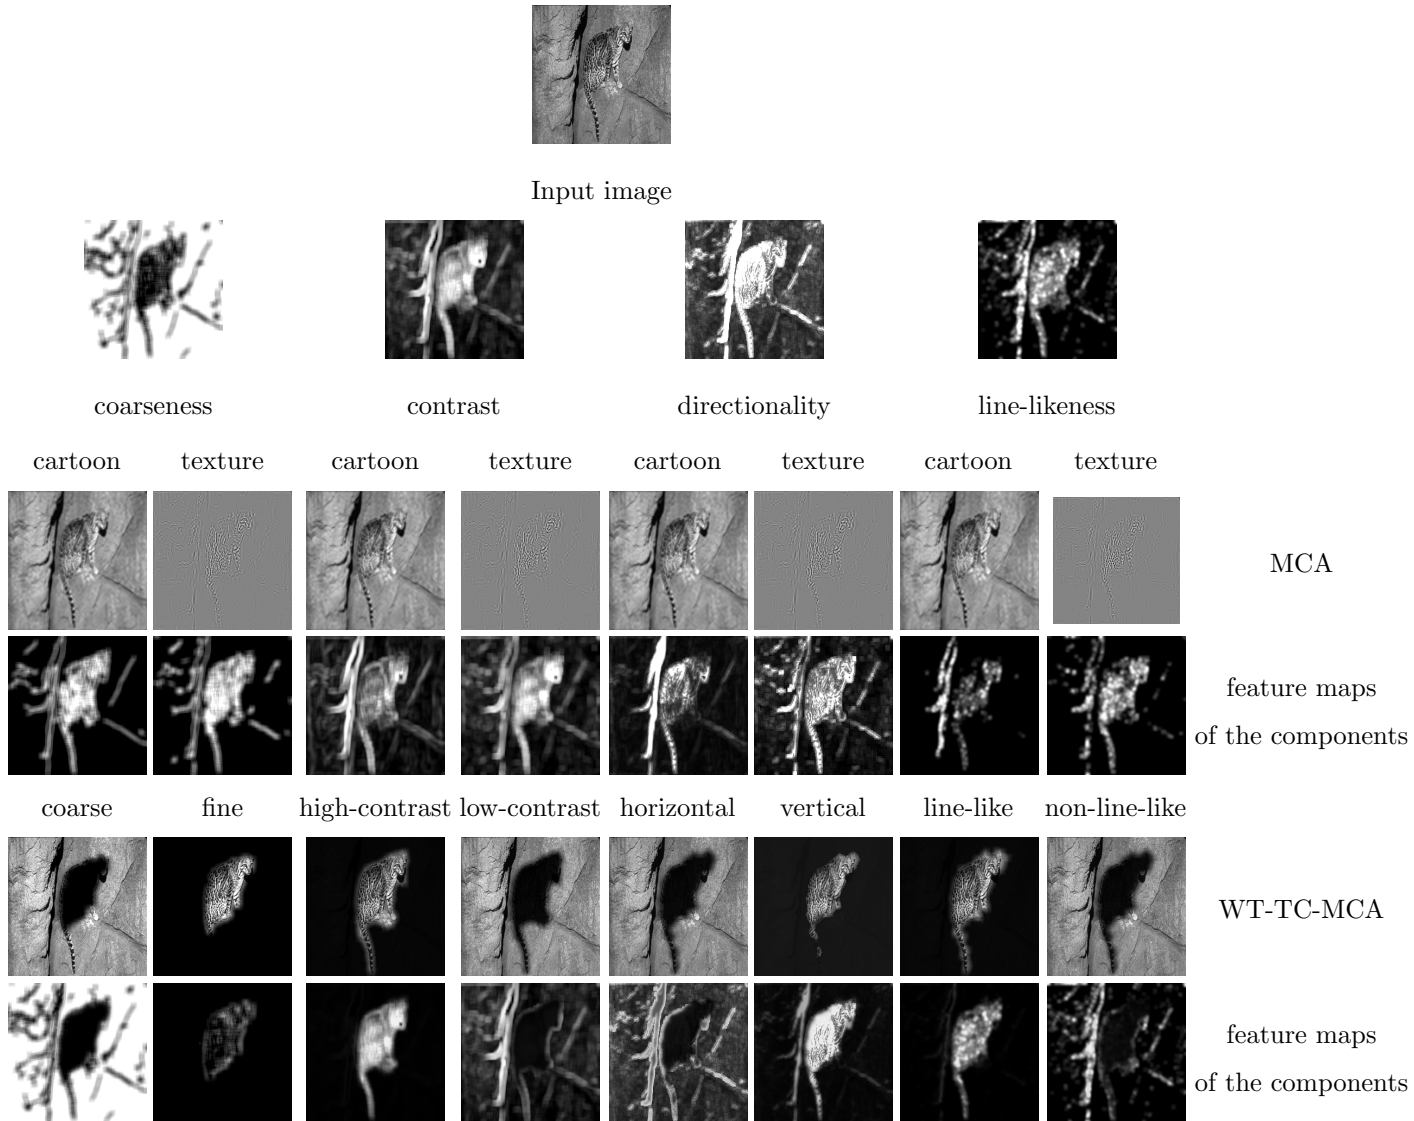 Input image
coarseness contrast directionality line-likeness
cartoon texture cartoon texture cartoon texture cartoon texture
MCA
feature maps
of the components
coarse fine high-contrast low-contrast horizontal vertical line-like non-line-like
WT-TC-MCA
feature maps
of the components